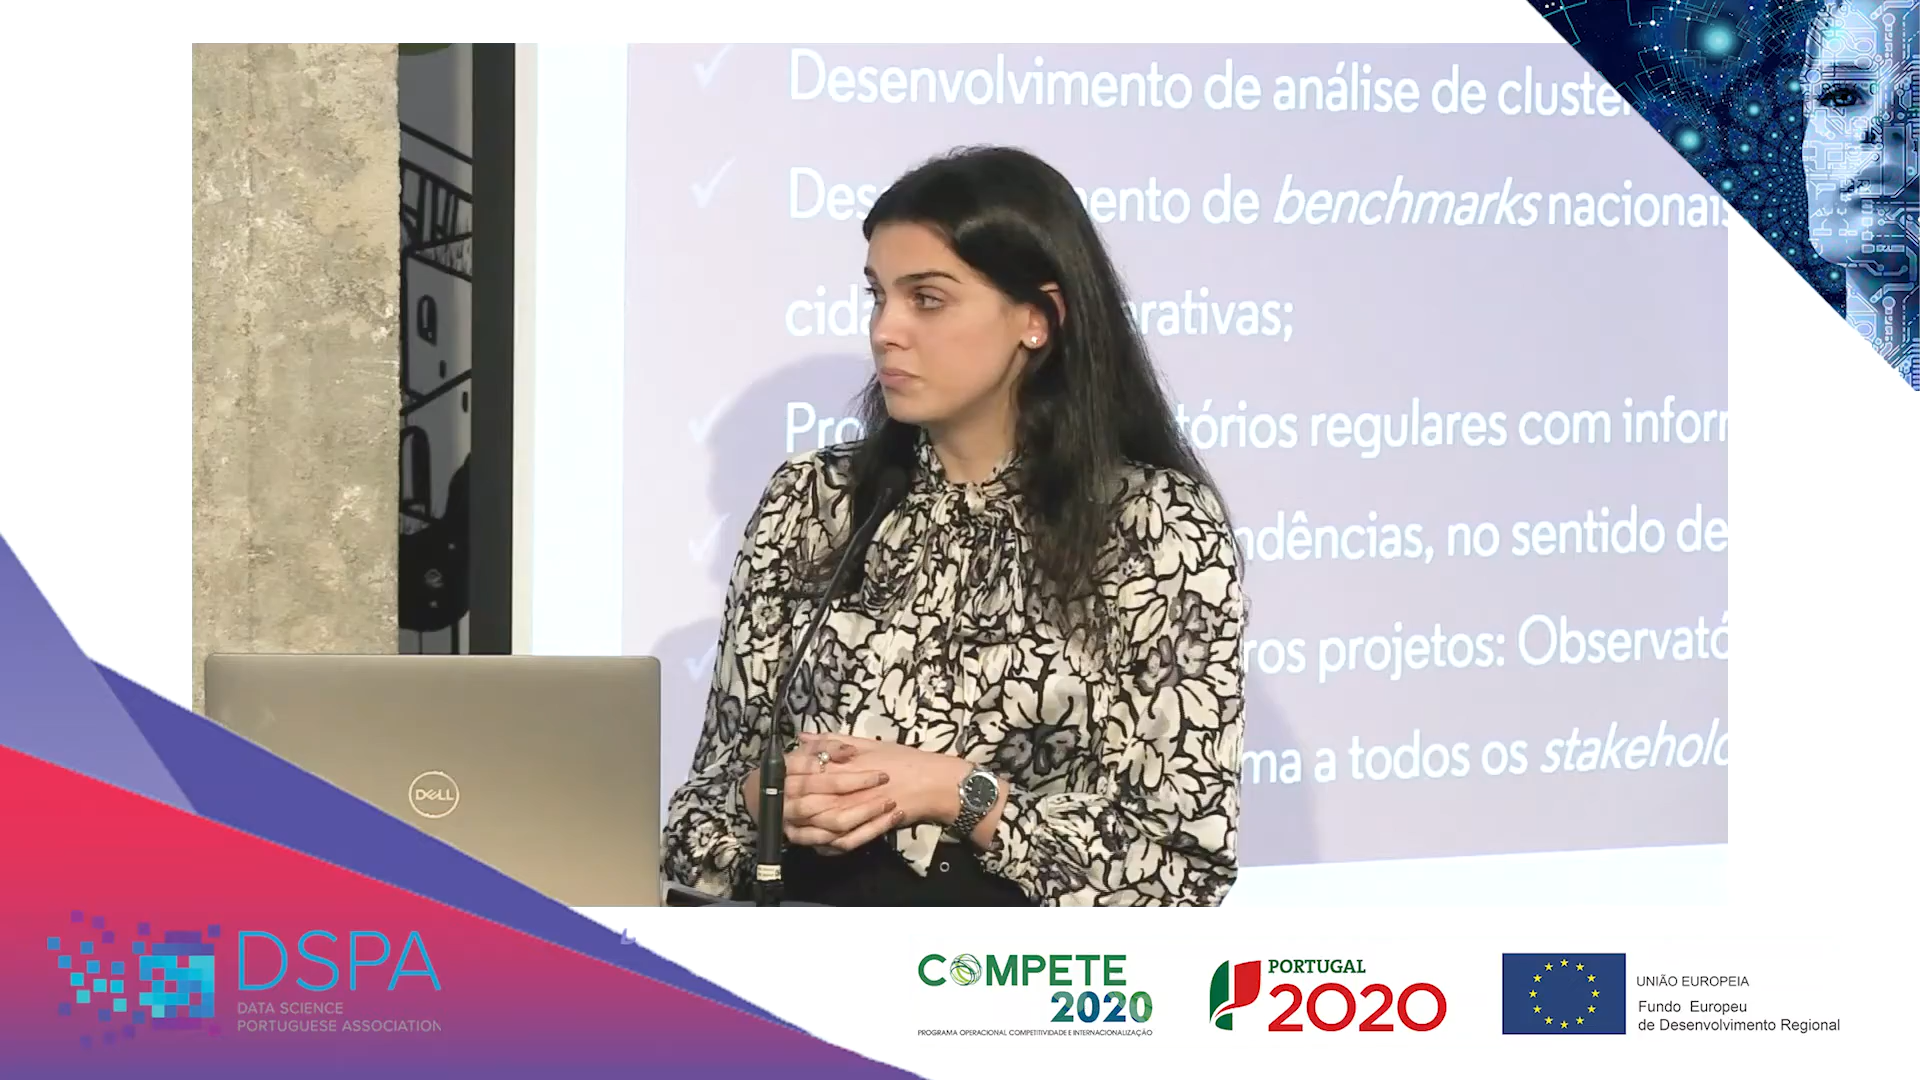 Desenvolvimento de análise de cluste
Des ento de benchmarks nacionais
cida rativas;
Pro tórios regulares com inform
ndências, no sentido de
ros projetos: Observató
ma a todos os stakehold
DELL
DSPA
DATA SCIENCE
PORTUGUESE ASSOCIATION
COMPETE
2020
PROGRAMA OPERACIONAL COMPETITIVIDADE E INTERNACIONALIZAÇÃO
PORTUGAL
2020
UNIÃO EUROPEIA
Fundo Europeu
de Desenvolvimento Regional